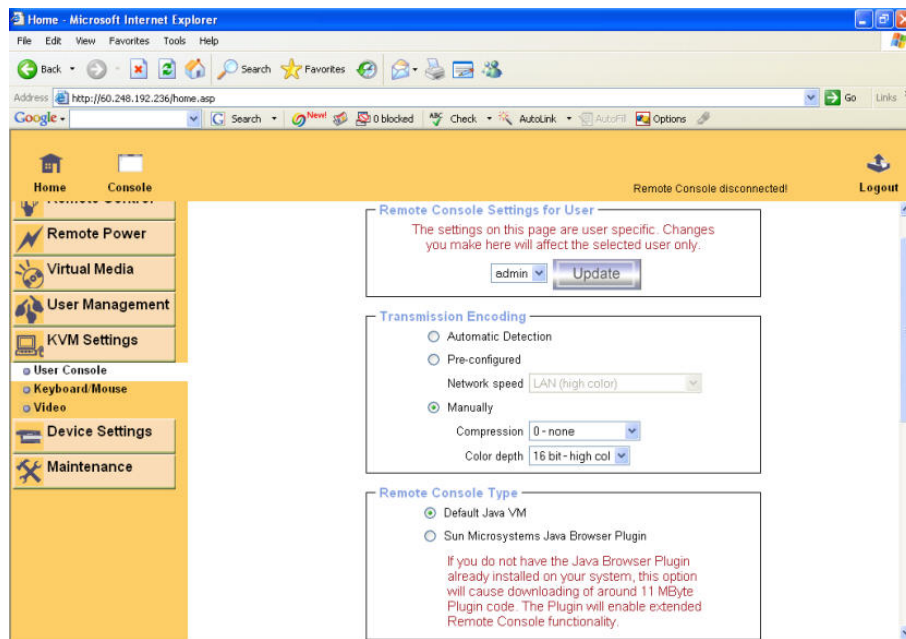 Home - Microsoft Internet Explorer
File Edit View Favorites Tools Help
Back Search Favorites
Address http://60.248.192.236/home.asp Go Links
Google Search New! 0 blocked ABC Check AutoLink AutoFill Options
Home Console Remote Console disconnected! Logout
Remote Control
Remote Power
Virtual Media
User Management
KVM Settings
User Console
Keyboard/Mouse
Video
Device Settings
Maintenance
Remote Console Settings for User
The settings on this page are user specific. Changes
you make here will affect the selected user only.
admin Update
Transmission Encoding
Automatic Detection
Pre-configured
Network speed LAN (high color)
Manually
Compression 0 - none
Color depth 16 bit - high col
Remote Console Type
Default Java VM
Sun Microsystems Java Browser Plugin
If you do not have the Java Browser Plugin
already installed on your system, this option
will cause downloading of around 11 MByte
Plugin code. The Plugin will enable extended
Remote Console functionality.